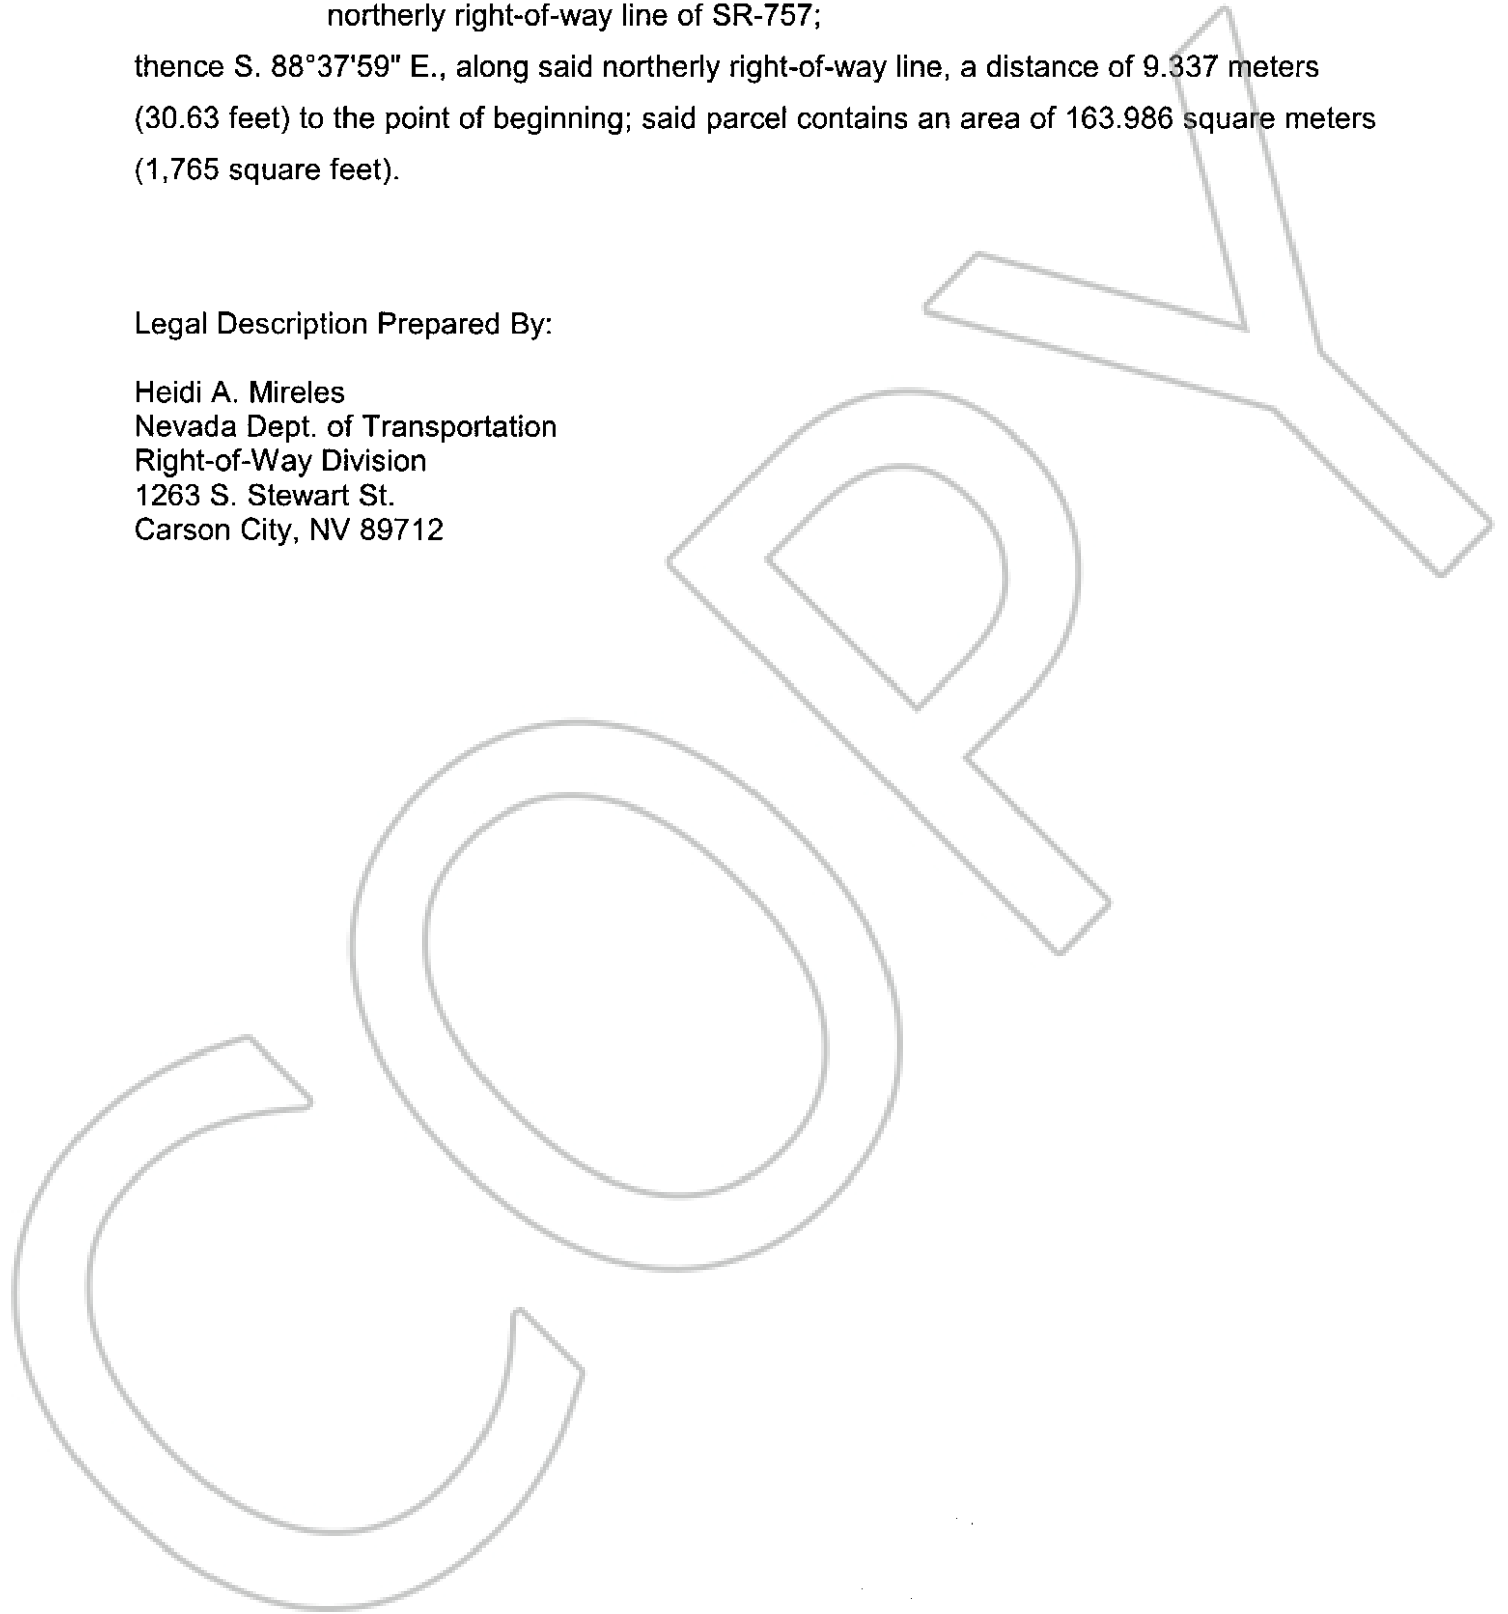 northerly right-of-way line of SR-757;
thence S. 88°37'59" E., along said northerly right-of-way line, a distance of 9.337 meters
(30.63 feet) to the point of beginning; said parcel contains an area of 163.986 square meters
(1,765 square feet).
Legal Description Prepared By:
Heidi A. Mireles
Nevada Dept. of Transportation
Right-of-Way Division
1263 S. Stewart St.
Carson City, NV 89712
COPY